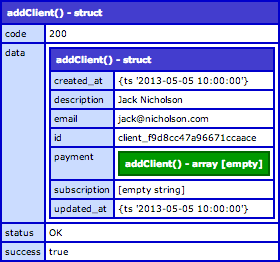 addClient() - struct
code 200
data
addClient() - struct
created_at {ts '2013-05-05 10:00:00'}
description Jack Nicholson
email jack@nicholson.com
id client_f9d8cc47a96671ccaace
payment addClient() - array [empty]
subscription [empty string]
updated_at {ts '2013-05-05 10:00:00'}
status OK
success true